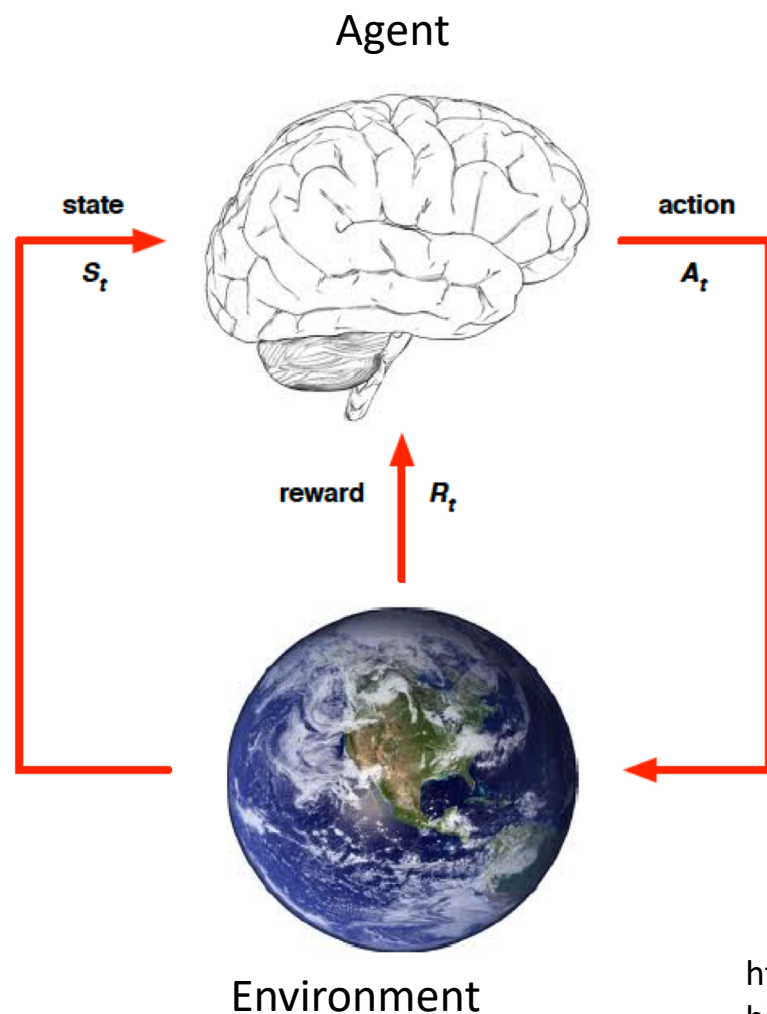 Agent
state
action
S_t
A_t
reward R_t
Environment